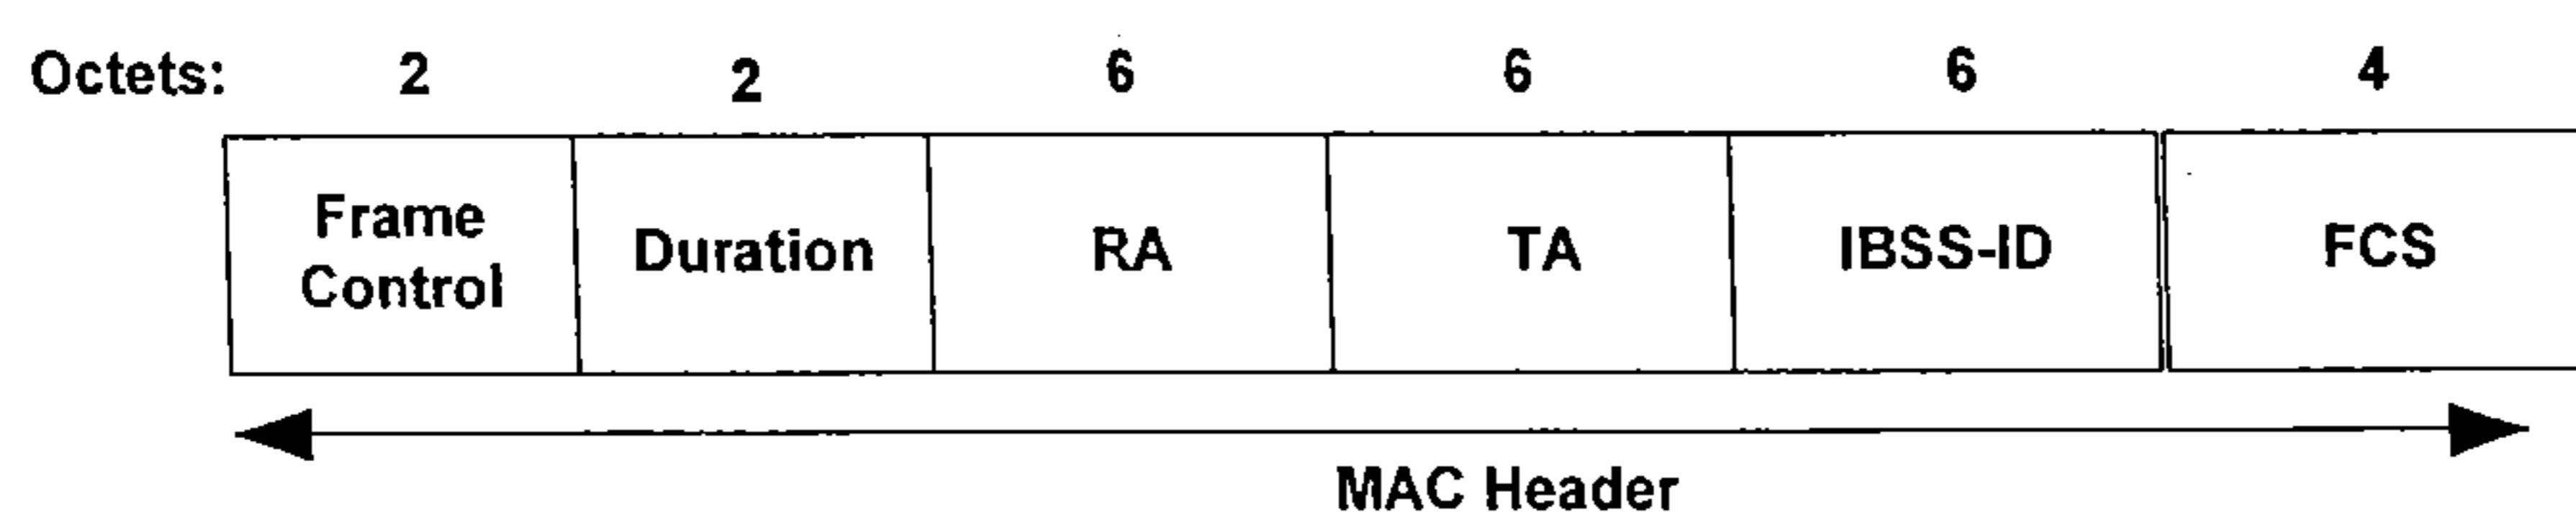 Octets: 2 2 6 6 6 4
Frame Control Duration RA TA IBSS-ID FCS
MAC Header